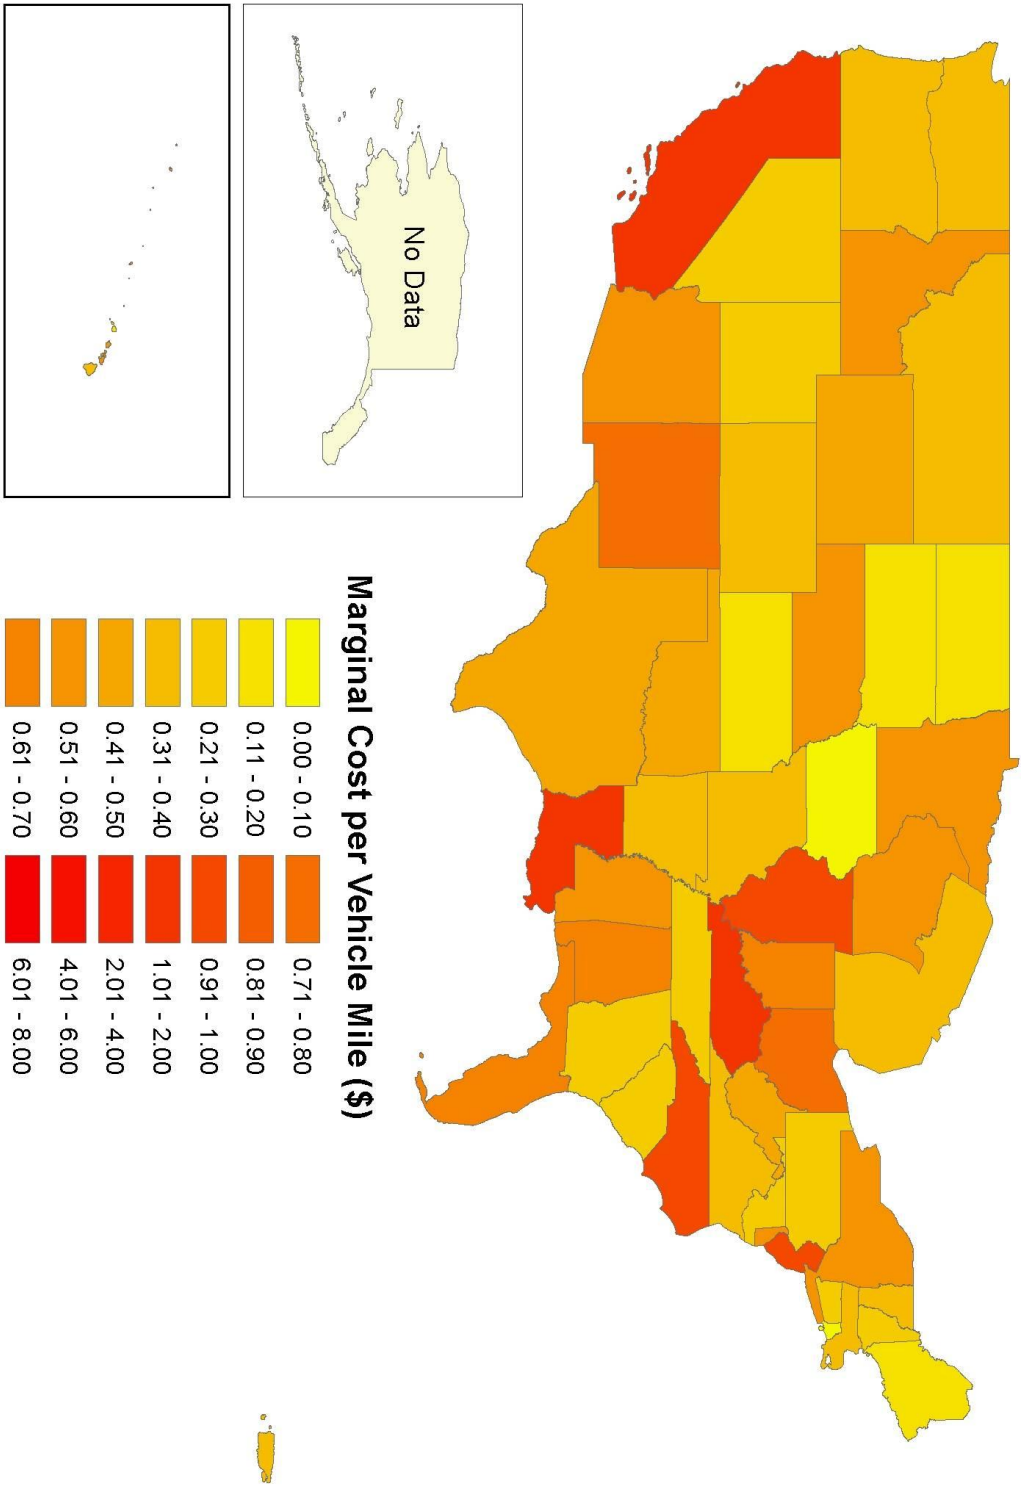 No Data
Marginal Cost per Vehicle Mile ($)
0.00 - 0.10
0.11 - 0.20
0.21 - 0.30
0.31 - 0.40
0.41 - 0.50
0.51 - 0.60
0.61 - 0.70
0.71 - 0.80
0.81 - 0.90
0.91 - 1.00
1.01 - 2.00
2.01 - 4.00
4.01 - 6.00
6.01 - 8.00